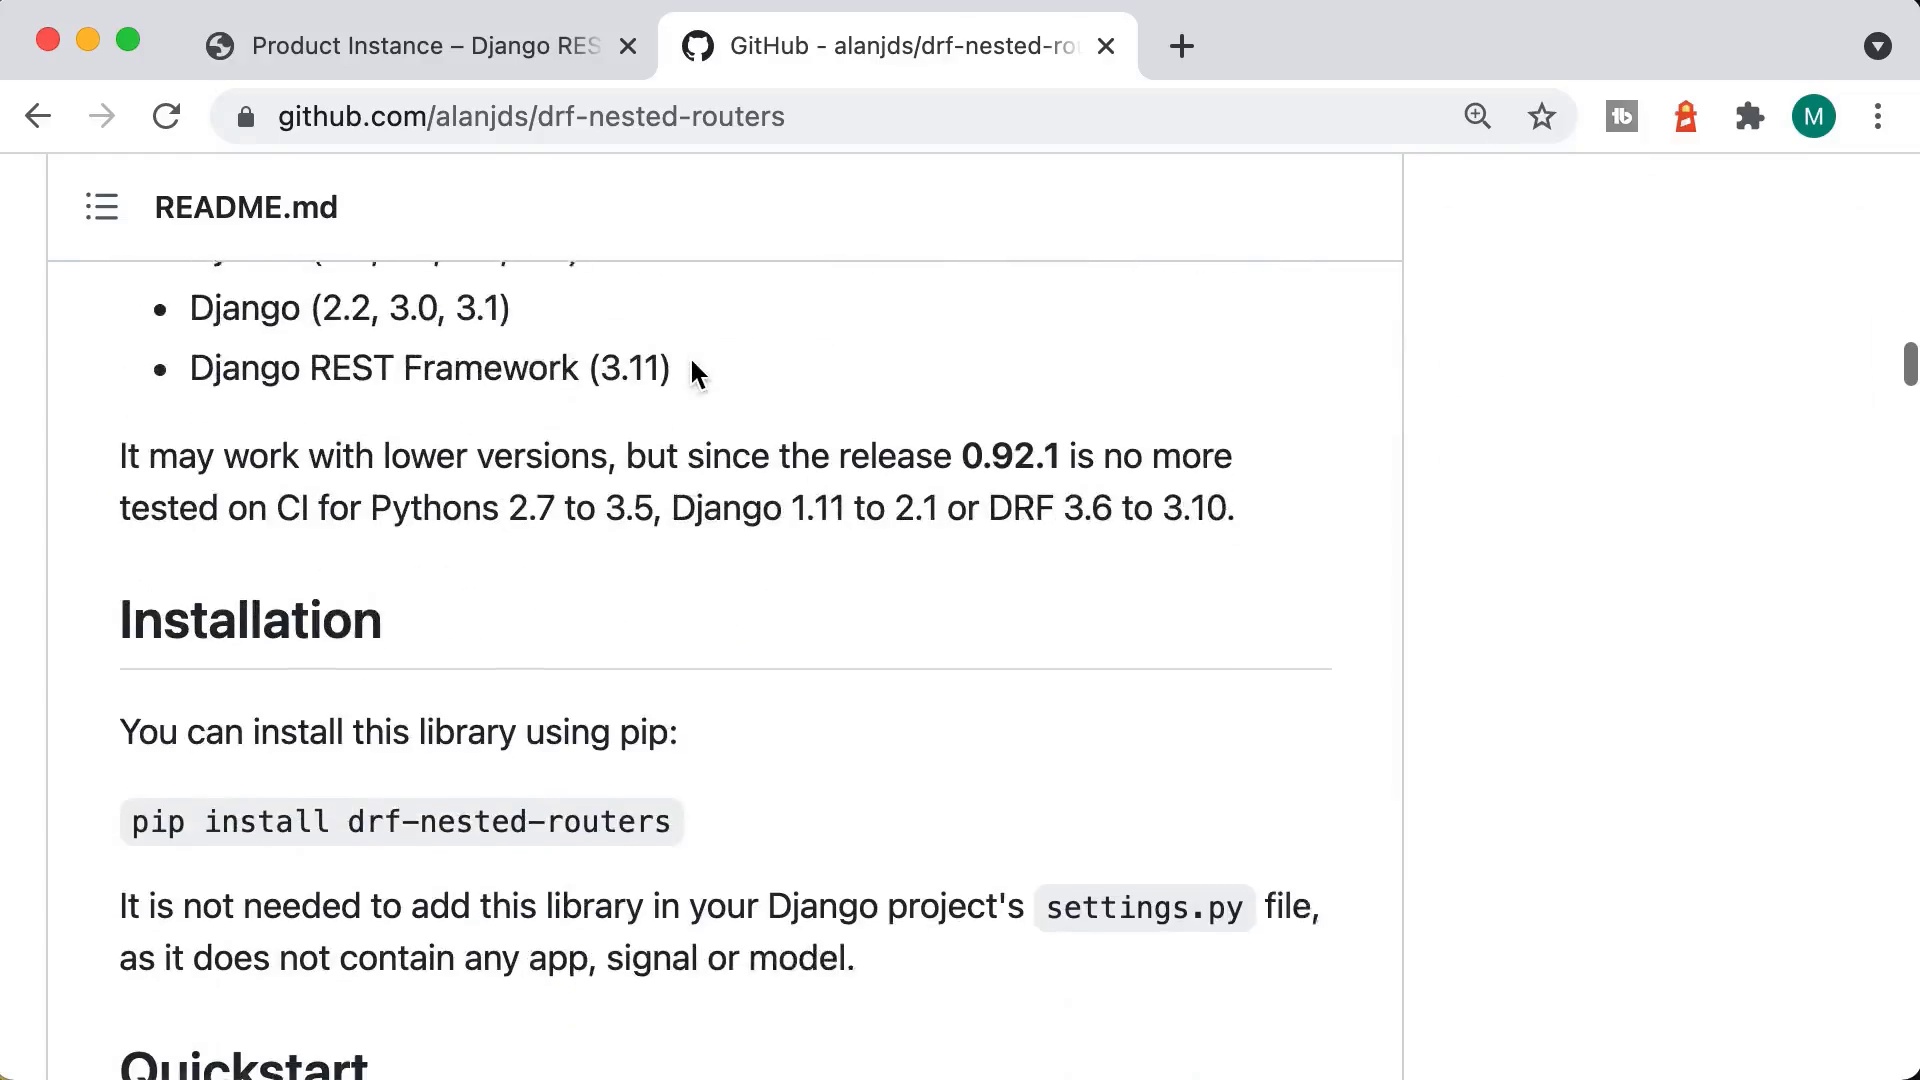 Product Instance – Django RES
GitHub - alanjds/drf-nested-rou
github.com/alanjds/drf-nested-routers
M
README.md
Django (2.2, 3.0, 3.1)
Django REST Framework (3.11)
It may work with lower versions, but since the release 0.92.1 is no more
tested on CI for Pythons 2.7 to 3.5, Django 1.11 to 2.1 or DRF 3.6 to 3.10.
Installation
You can install this library using pip:
pip install drf-nested-routers
It is not needed to add this library in your Django project's settings.py file,
as it does not contain any app, signal or model.
Quickstart